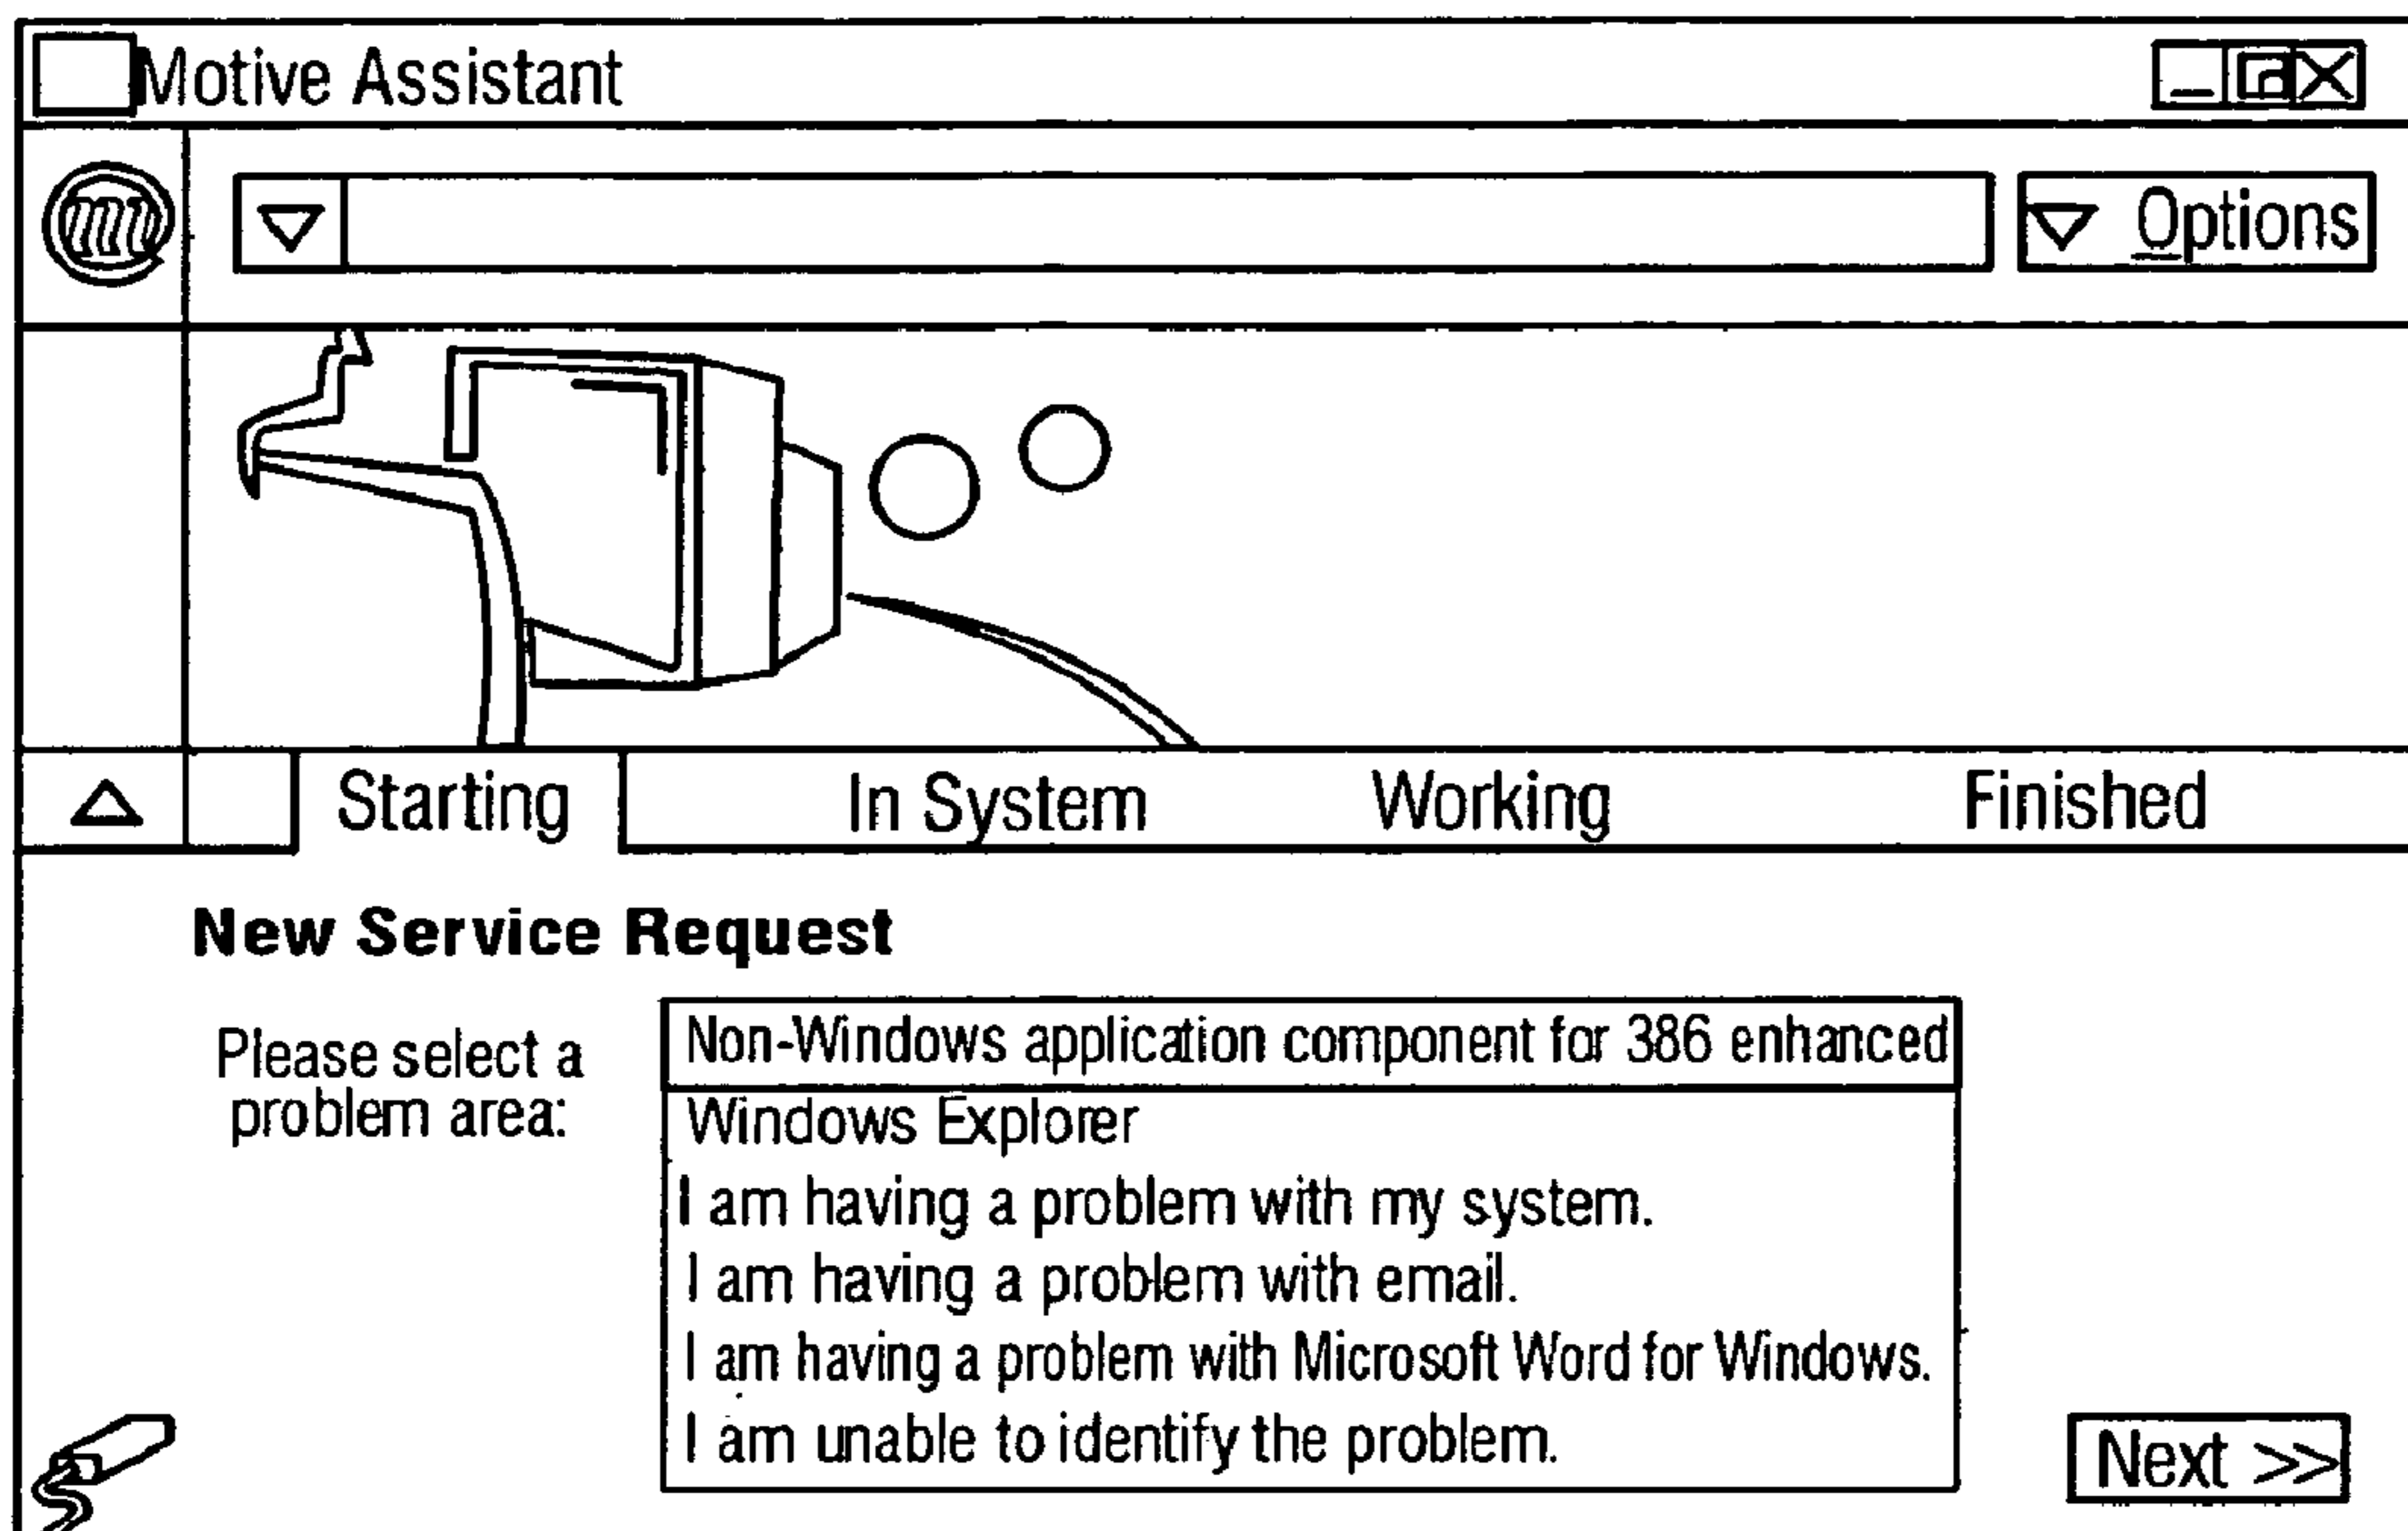 Motive Assistant
Options
Starting In System Working Finished
New Service Request
Please select a
problem area:
Non-Windows application component for 386 enhanced
Windows Explorer
I am having a problem with my system.
I am having a problem with email.
I am having a problem with Microsoft Word for Windows.
I am unable to identify the problem.
Next >>